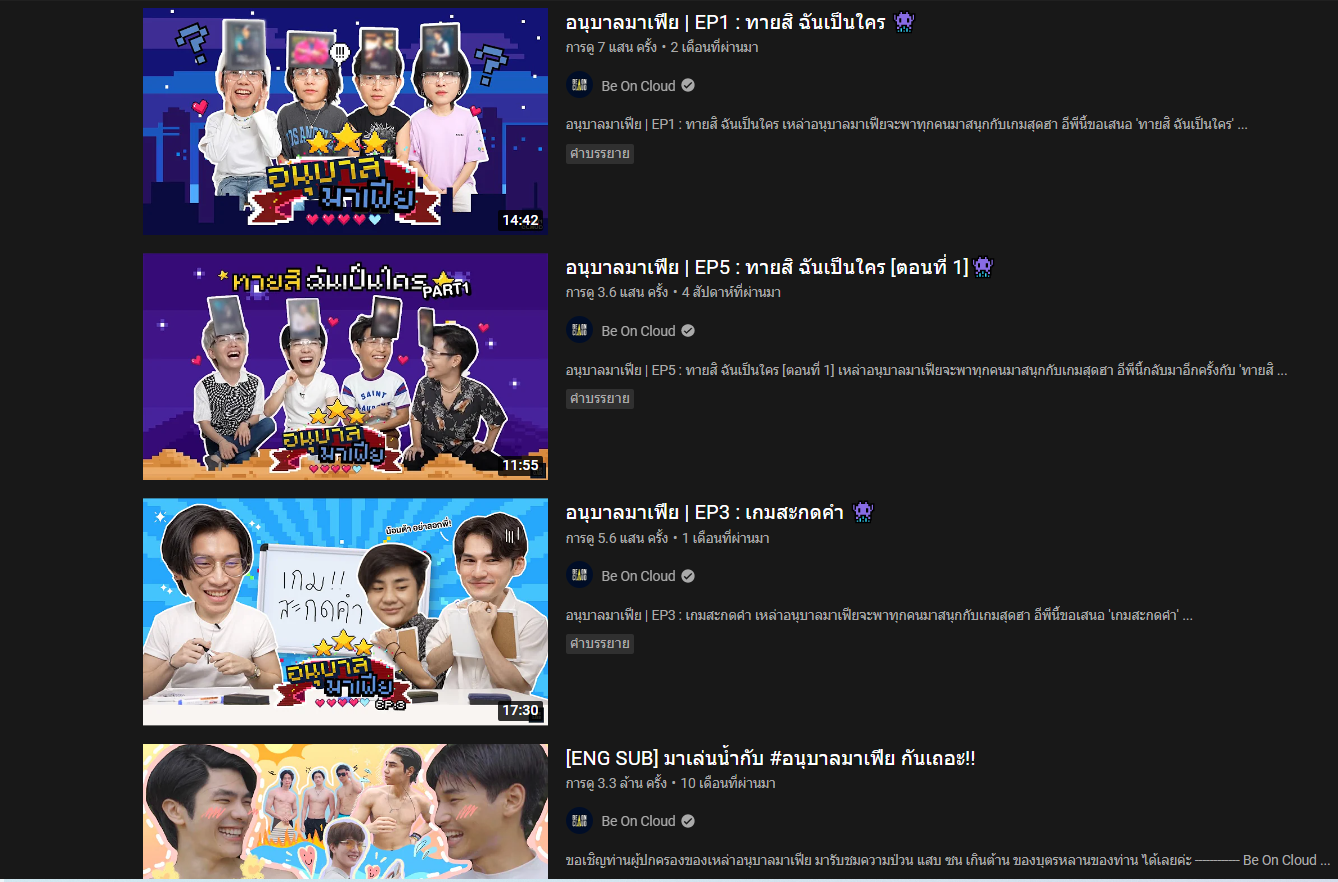 อนุบาลมาเฟีย
14:42
อนุบาลมาเฟีย | EP1 : ทายสิ ฉันเป็นใคร
การดู 7 แสน ครั้ง • 2 เดือนที่ผ่านมา
Be On Cloud
อนุบาลมาเฟีย | EP1 : ทายสิ ฉันเป็นใคร เหล่าอนุบาลมาเฟียจะพาทุกคนมาสนุกกับเกมสุดฮา อีพีนี้ขอเสนอ 'ทายสิ ฉันเป็นใคร' ...
คำบรรยาย
ทายสิ ฉันเป็นใคร
PART1
SAINT
อนุบาล
มาเฟีย
11:55
อนุบาลมาเฟีย | EP5 : ทายสิ ฉันเป็นใคร [ตอนที่ 1]
การดู 3.6 แสน ครั้ง • 4 สัปดาห์ที่ผ่านมา
Be On Cloud
อนุบาลมาเฟีย | EP5 : ทายสิ ฉันเป็นใคร [ตอนที่ 1] เหล่าอนุบาลมาเฟียจะพาทุกคนมาสนุกกับเกมสุดฮา อีพีนี้กลับมาอีกครั้งกับ 'ทายสิ ...
คำบรรยาย
น้อนต้า อย่าลอกพี่!
เกม!!
สะกดคำ
อนุบาล
มาเฟีย
EP.3
17:30
อนุบาลมาเฟีย | EP3 : เกมสะกดคำ
การดู 5.6 แสน ครั้ง • 1 เดือนที่ผ่านมา
Be On Cloud
อนุบาลมาเฟีย | EP3 : เกมสะกดคำ เหล่าอนุบาลมาเฟียจะพาทุกคนมาสนุกกับเกมสุดฮา อีพีนี้ขอเสนอ 'เกมสะกดคำ' ...
คำบรรยาย
[ENG SUB] มาเล่นน้ำกับ #อนุบาลมาเฟีย กันเถอะ!!
การดู 3.3 ล้าน ครั้ง • 10 เดือนที่ผ่านมา
Be On Cloud
ขอเชิญท่านผู้ปกครองของเหล่าอนุบาลมาเฟีย มารับชมความป่วน แสบ ซน เกินต้าน ของบุตรหลานของท่าน ได้เลยค่ะ ---------- Be On Cloud ...